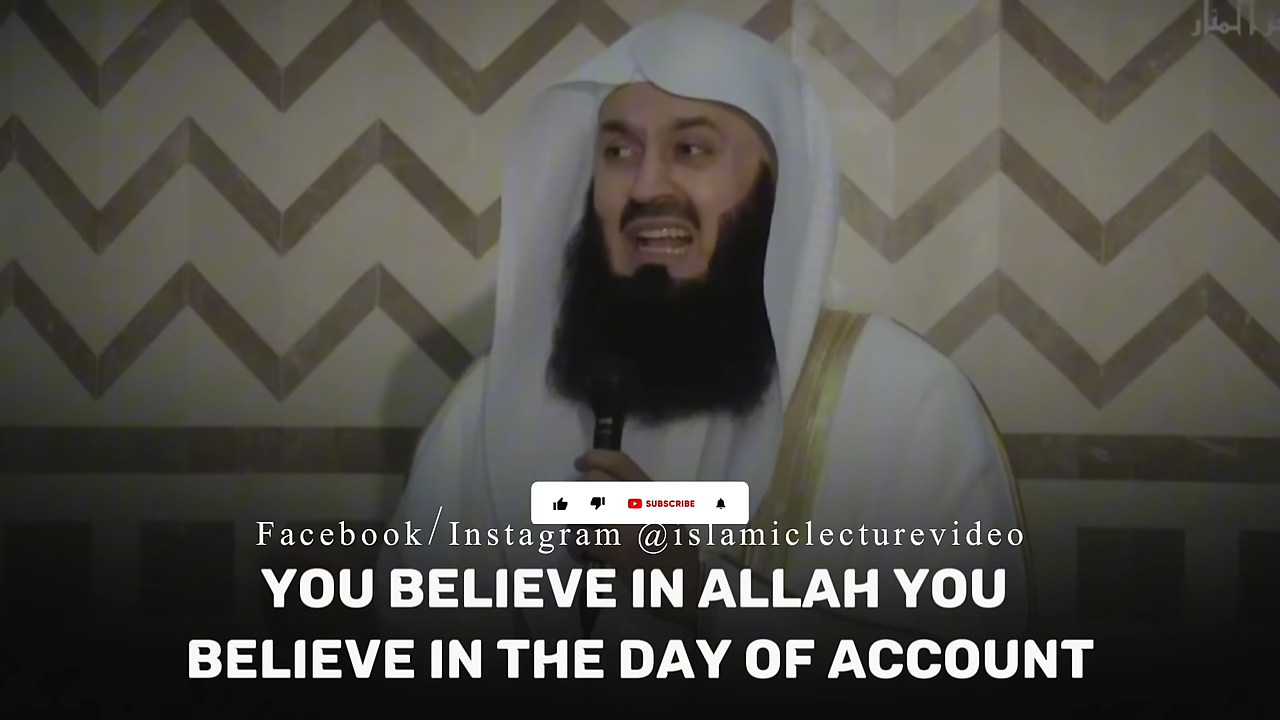 SUBSCRIBE
Facebook/Instagram @islamiclecturevideo
YOU BELIEVE IN ALLAH YOU
BELIEVE IN THE DAY OF ACCOUNT